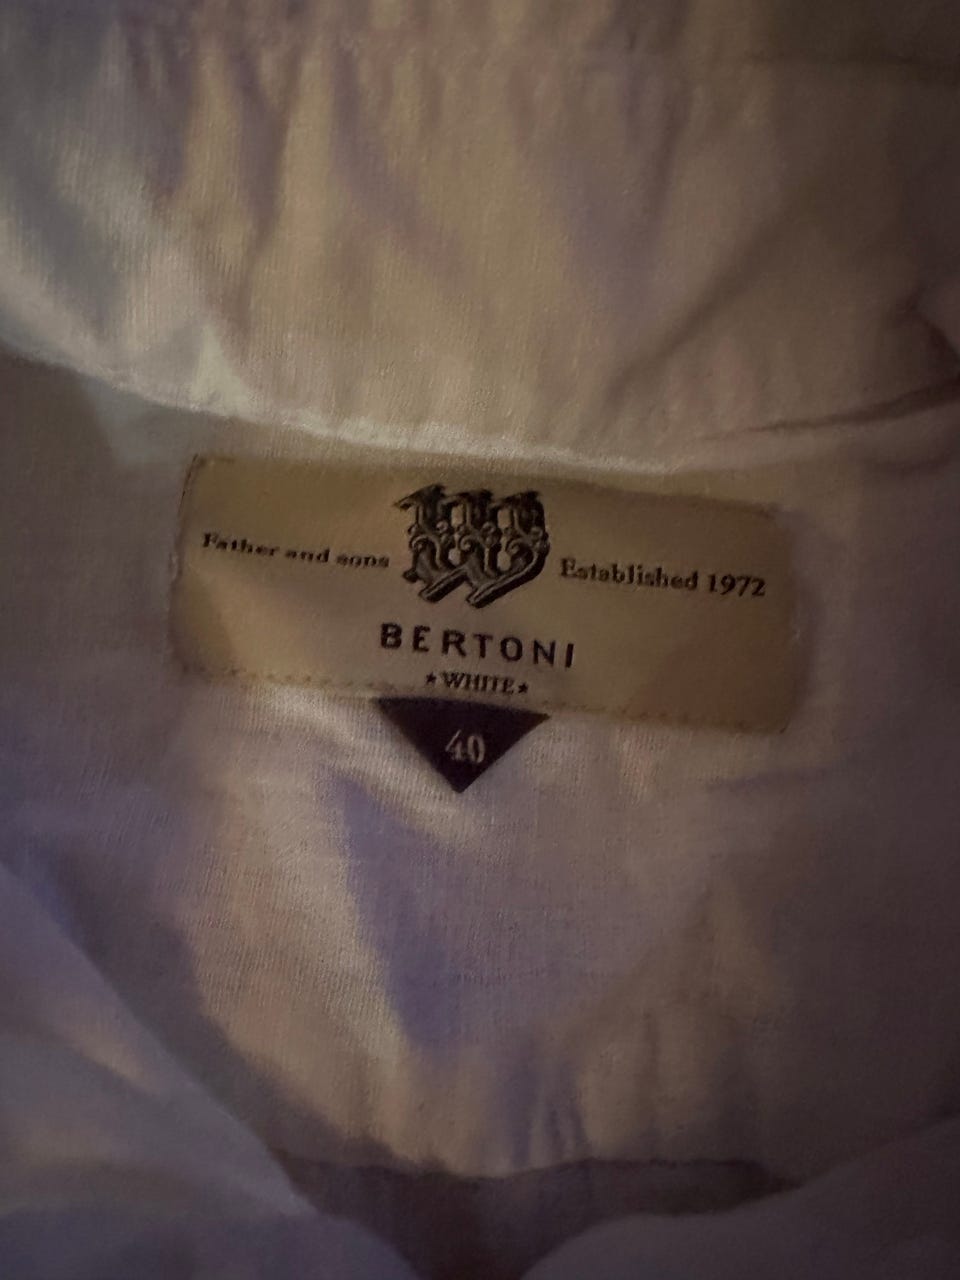 Father and sons W Established 1972
BERTONI
★WHITE★
40